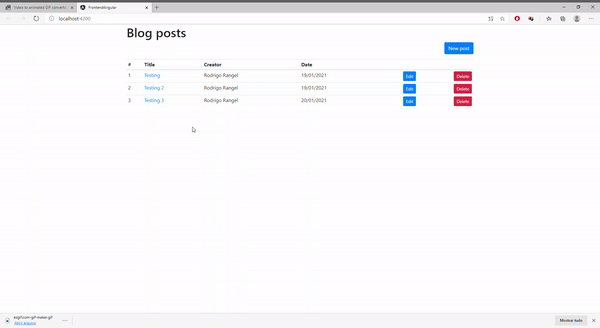 Video to animated GIF converter
FrontendAngular
localhost:4200
Blog posts
New post
# Title Creator Date
1 Testing Rodrigo Rangel 19/01/2021 Edit Delete
2 Testing 2 Rodrigo Rangel 19/01/2021 Edit Delete
3 Testing 3 Rodrigo Rangel 20/01/2021 Edit Delete
ezgif.com-gif-maker.gif
Abrir arquivo
Mostrar tudo